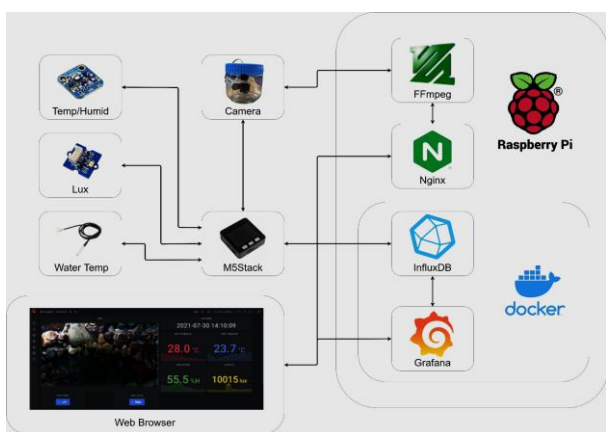 Temp/Humid
Camera
FFmpeg
Raspberry Pi
Lux
Nginx
Water Temp
M5Stack
InfluxDB
docker
Grafana
2021-07-30 14:10:09
28.0 °C
23.7 °C
55.5 %H
10015 lux
Web Browser